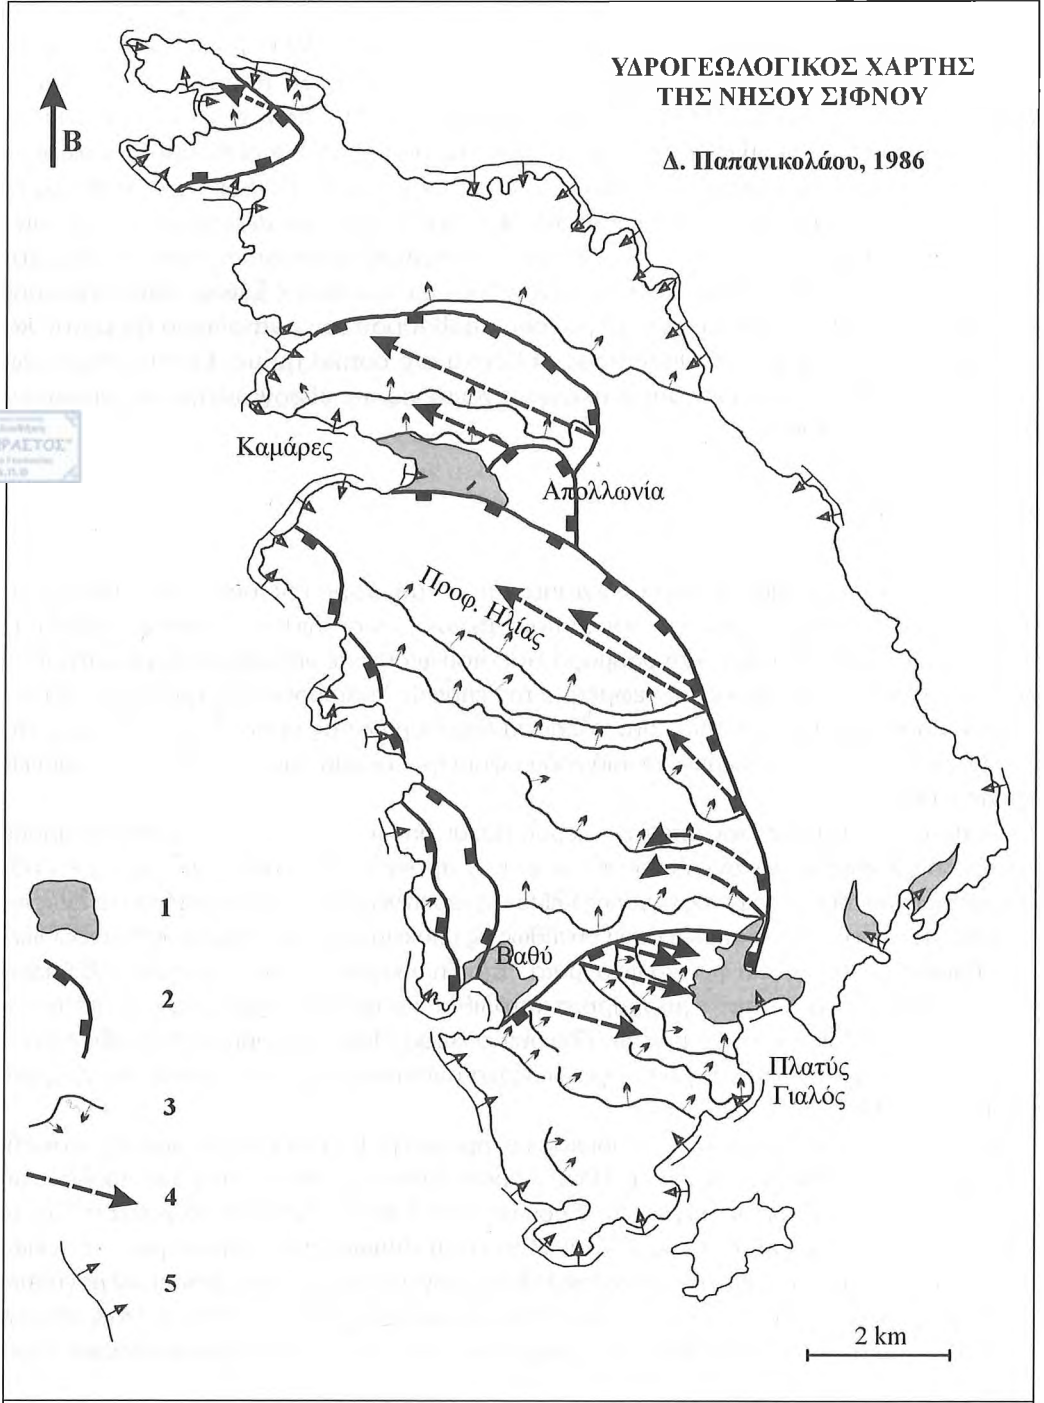 ΥΔΡΟΓΕΩΛΟΓΙΚΟΣ ΧΑΡΤΗΣ
ΤΗΣ ΝΗΣΟΥ ΣΙΦΝΟΥ
Δ. Παπανικολάου, 1986
Β
Καμάρες
Απολλωνία
Προφ. Ηλίας
Βαθύ
Πλατύς
Γιαλός
1
2
3
4
5
2 km